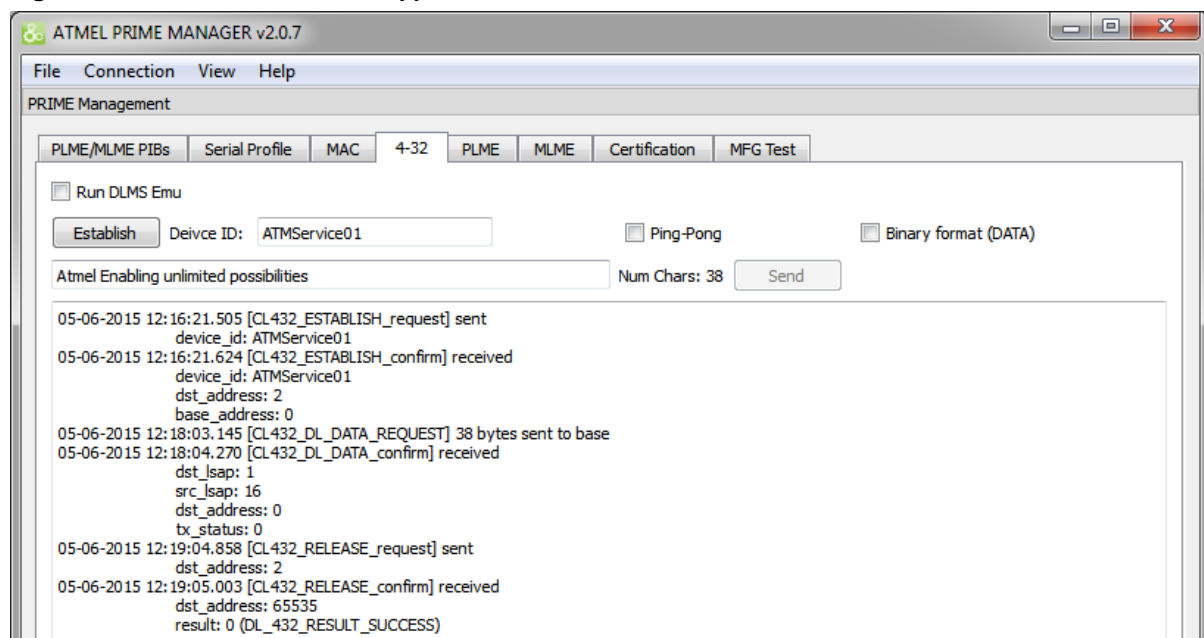 ATMEL PRIME MANAGER v2.0.7
File Connection View Help
PRIME Management
PLME/MLME PIBs Serial Profile MAC 4-32 PLME MLME Certification MFG Test
Run DLMS Emu
Establish Deivce ID: ATMService01 Ping-Pong Binary format (DATA)
Atmel Enabling unlimited possibilities Num Chars: 38 Send
05-06-2015 12:16:21.505 [CL432_ESTABLISH_request] sent
device_id: ATMService01
05-06-2015 12:16:21.624 [CL432_ESTABLISH_confirm] received
device_id: ATMService01
dst_address: 2
base_address: 0
05-06-2015 12:18:03.145 [CL432_DL_DATA_REQUEST] 38 bytes sent to base
05-06-2015 12:18:04.270 [CL432_DL_DATA_confirm] received
dst_lsap: 1
src_lsap: 16
dst_address: 0
tx_status: 0
05-06-2015 12:19:04.858 [CL432_RELEASE_request] sent
dst_address: 2
05-06-2015 12:19:05.003 [CL432_RELEASE_confirm] received
dst_address: 65535
result: 0 (DL_432_RESULT_SUCCESS)